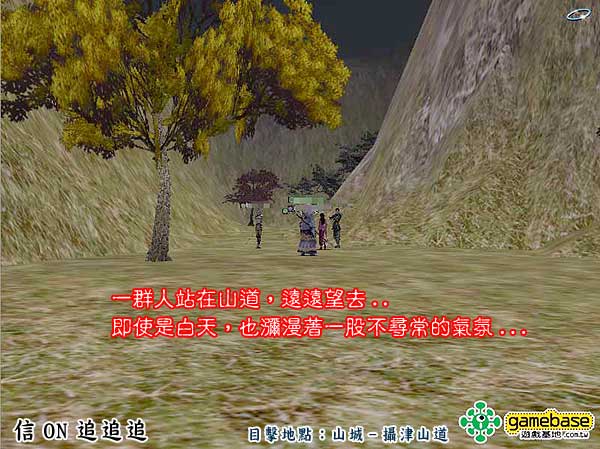 一群人站在山道，遠遠望去..
即使是白天，也瀰漫著一股不尋常的氣氛...
信 ON 追追追
目擊地點：山城－攝津山道
gamebase
遊戲基地.com.tw